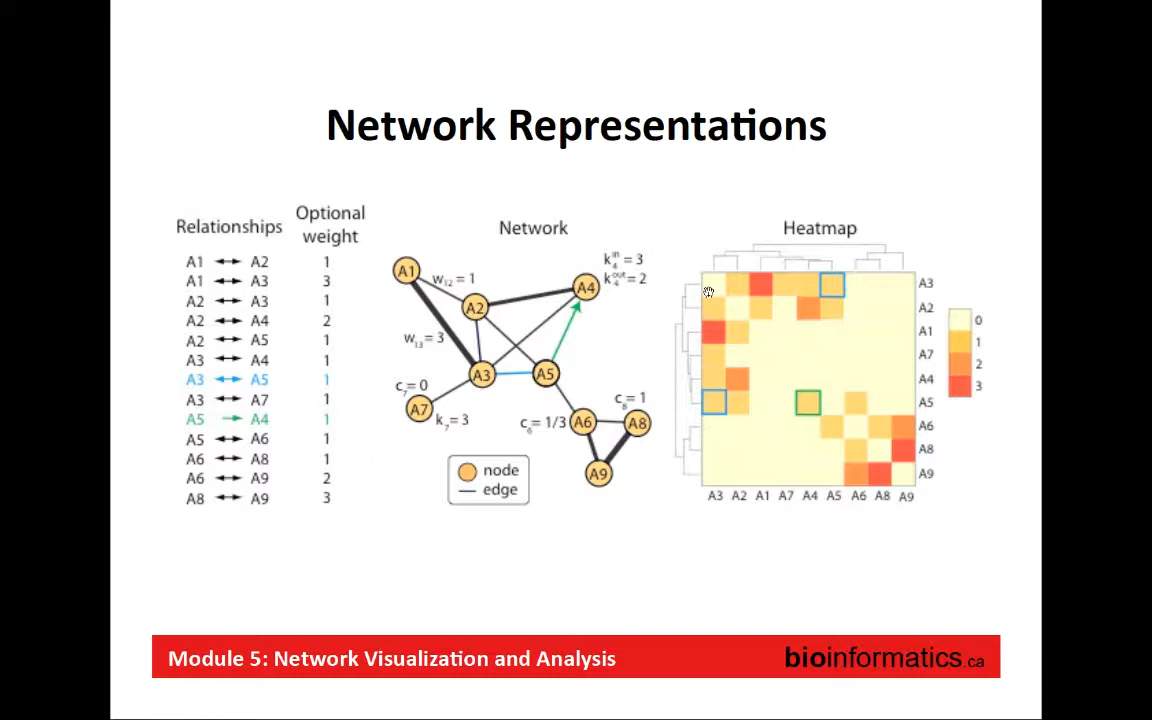 Network Representations
Relationships
Optional
weight
A1 ↔ A2 1
A1 ↔ A3 3
A2 ↔ A3 1
A2 ↔ A4 2
A2 ↔ A5 1
A3 ↔ A4 1
A3 ↔ A5 1
A3 ↔ A7 1
A5 → A4 1
A5 ↔ A6 1
A6 ↔ A8 1
A6 ↔ A9 2
A8 ↔ A9 3
Network
A1
w12 = 1
A2
A4
k4in = 3
k4out = 2
w13 = 3
A3
A5
c7 = 0
A7
k7 = 3
c6 = 1/3
A6
c8 = 1
A8
A9
node
edge
Heatmap
A3
A2
A1
A7
A4
A5
A6
A8
A9
A3 A2 A1 A7 A4 A5 A6 A8 A9
0
1
2
3
Module 5: Network Visualization and Analysis
bioinformatics.ca